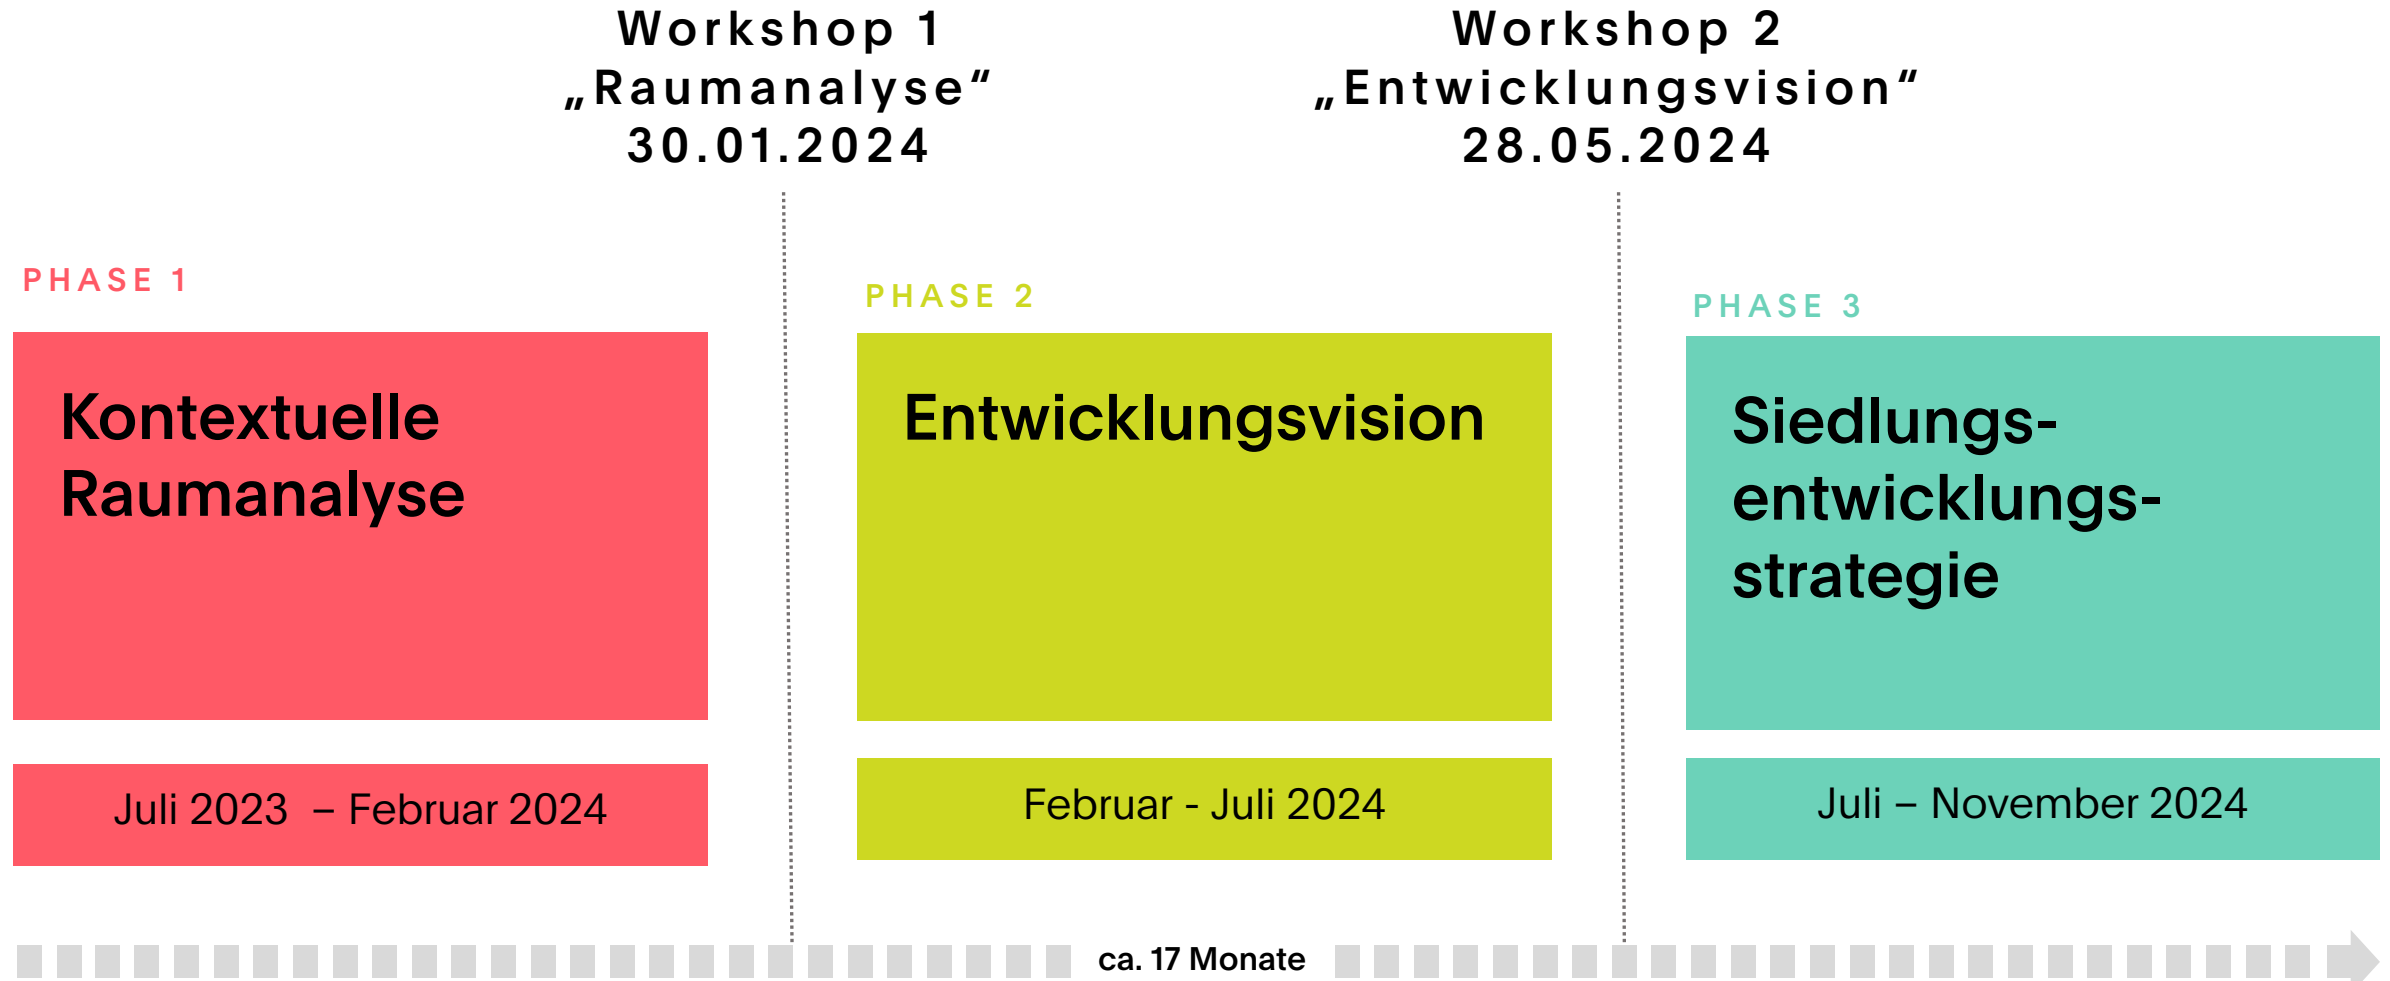 Workshop 1
„Raumanalyse“
30.01.2024
Workshop 2
„Entwicklungsvision“
28.05.2024
PHASE 1
Kontextuelle
Raumanalyse
Juli 2023 – Februar 2024
PHASE 2
Entwicklungsvision
Februar - Juli 2024
PHASE 3
Siedlungs-
entwicklungs-
strategie
Juli – November 2024
ca. 17 Monate